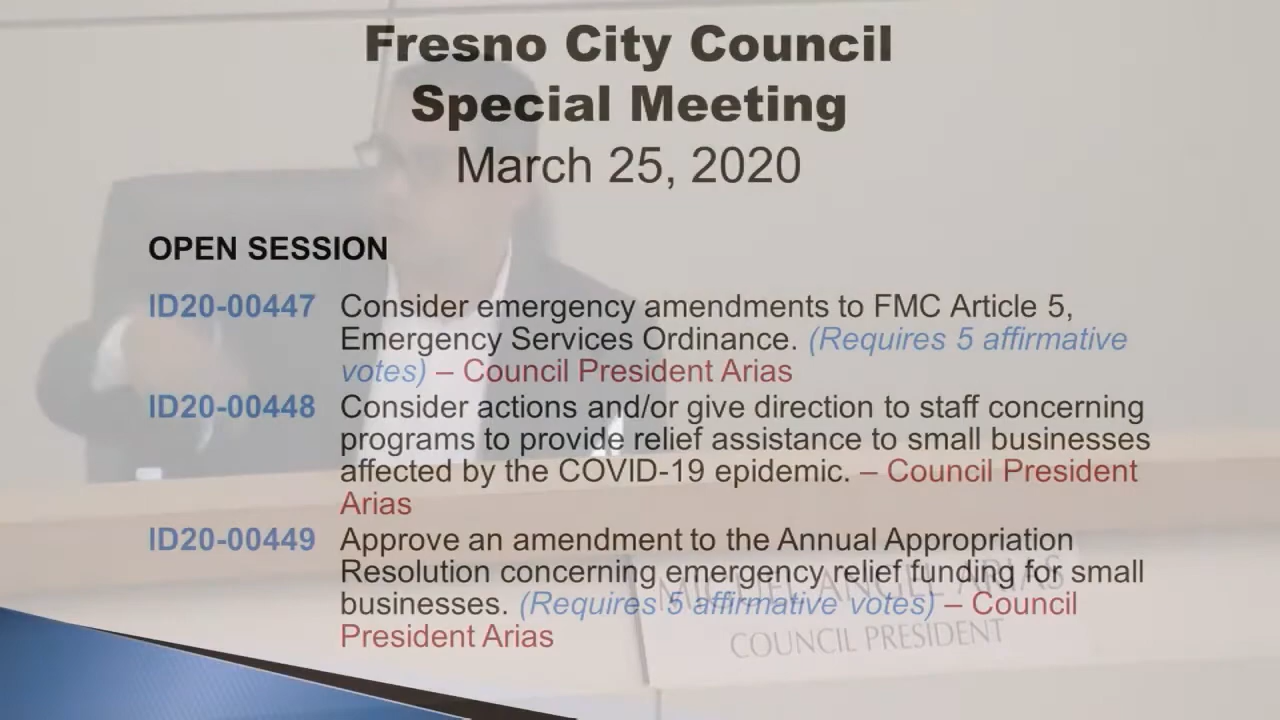 Fresno City Council
Special Meeting
March 25, 2020
OPEN SESSION
ID20-00447 Consider emergency amendments to FMC Article 5,
Emergency Services Ordinance. (Requires 5 affirmative
votes) – Council President Arias
ID20-00448 Consider actions and/or give direction to staff concerning
programs to provide relief assistance to small businesses
affected by the COVID-19 epidemic. – Council President
Arias
ID20-00449 Approve an amendment to the Annual Appropriation
Resolution concerning emergency relief funding for small
businesses. (Requires 5 affirmative votes) – Council
President Arias
MIGUEL ANGEL ARIAS
COUNCIL PRESIDENT